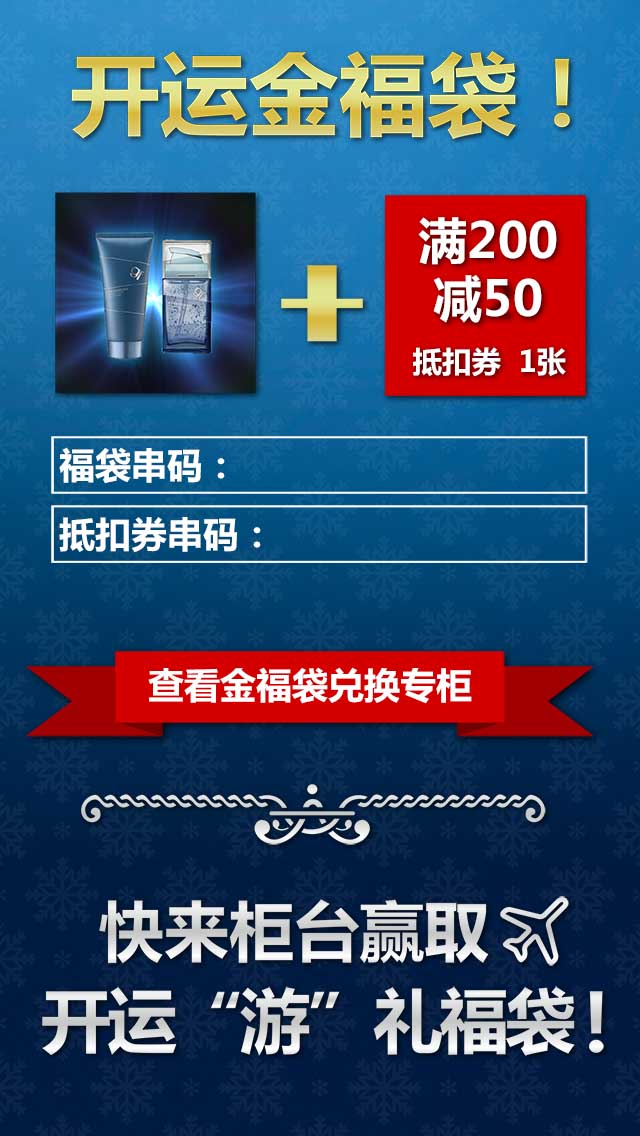 开运金福袋！
满200
减50
抵扣券 1张
福袋串码：
抵扣券串码：
查看金福袋兑换专柜
快来柜台赢取
开运“游”礼福袋！